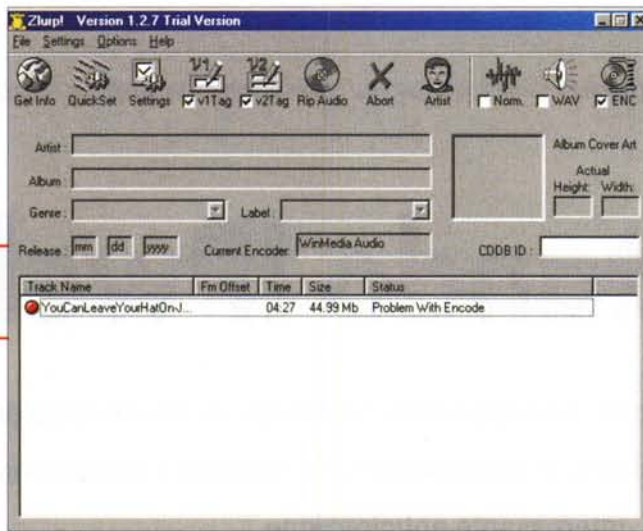 Zlurp! Version 1.2.7 Trial Version
File Settings Options Help
Get Info QuickSet Settings v1Tag v2Tag Rip Audio Abort Artist Norm. WAV ENC
Artist :
Album Cover Art
Album :
Actual
Height: Width:
Genre : Label :
Release : mm dd yyyy Current Encoder: WinMedia Audio CDDB ID :
Track Name Fm Offset Time Size Status
YouCanLeaveYourHatOn-J... 04:27 44.99 Mb Problem With Encode